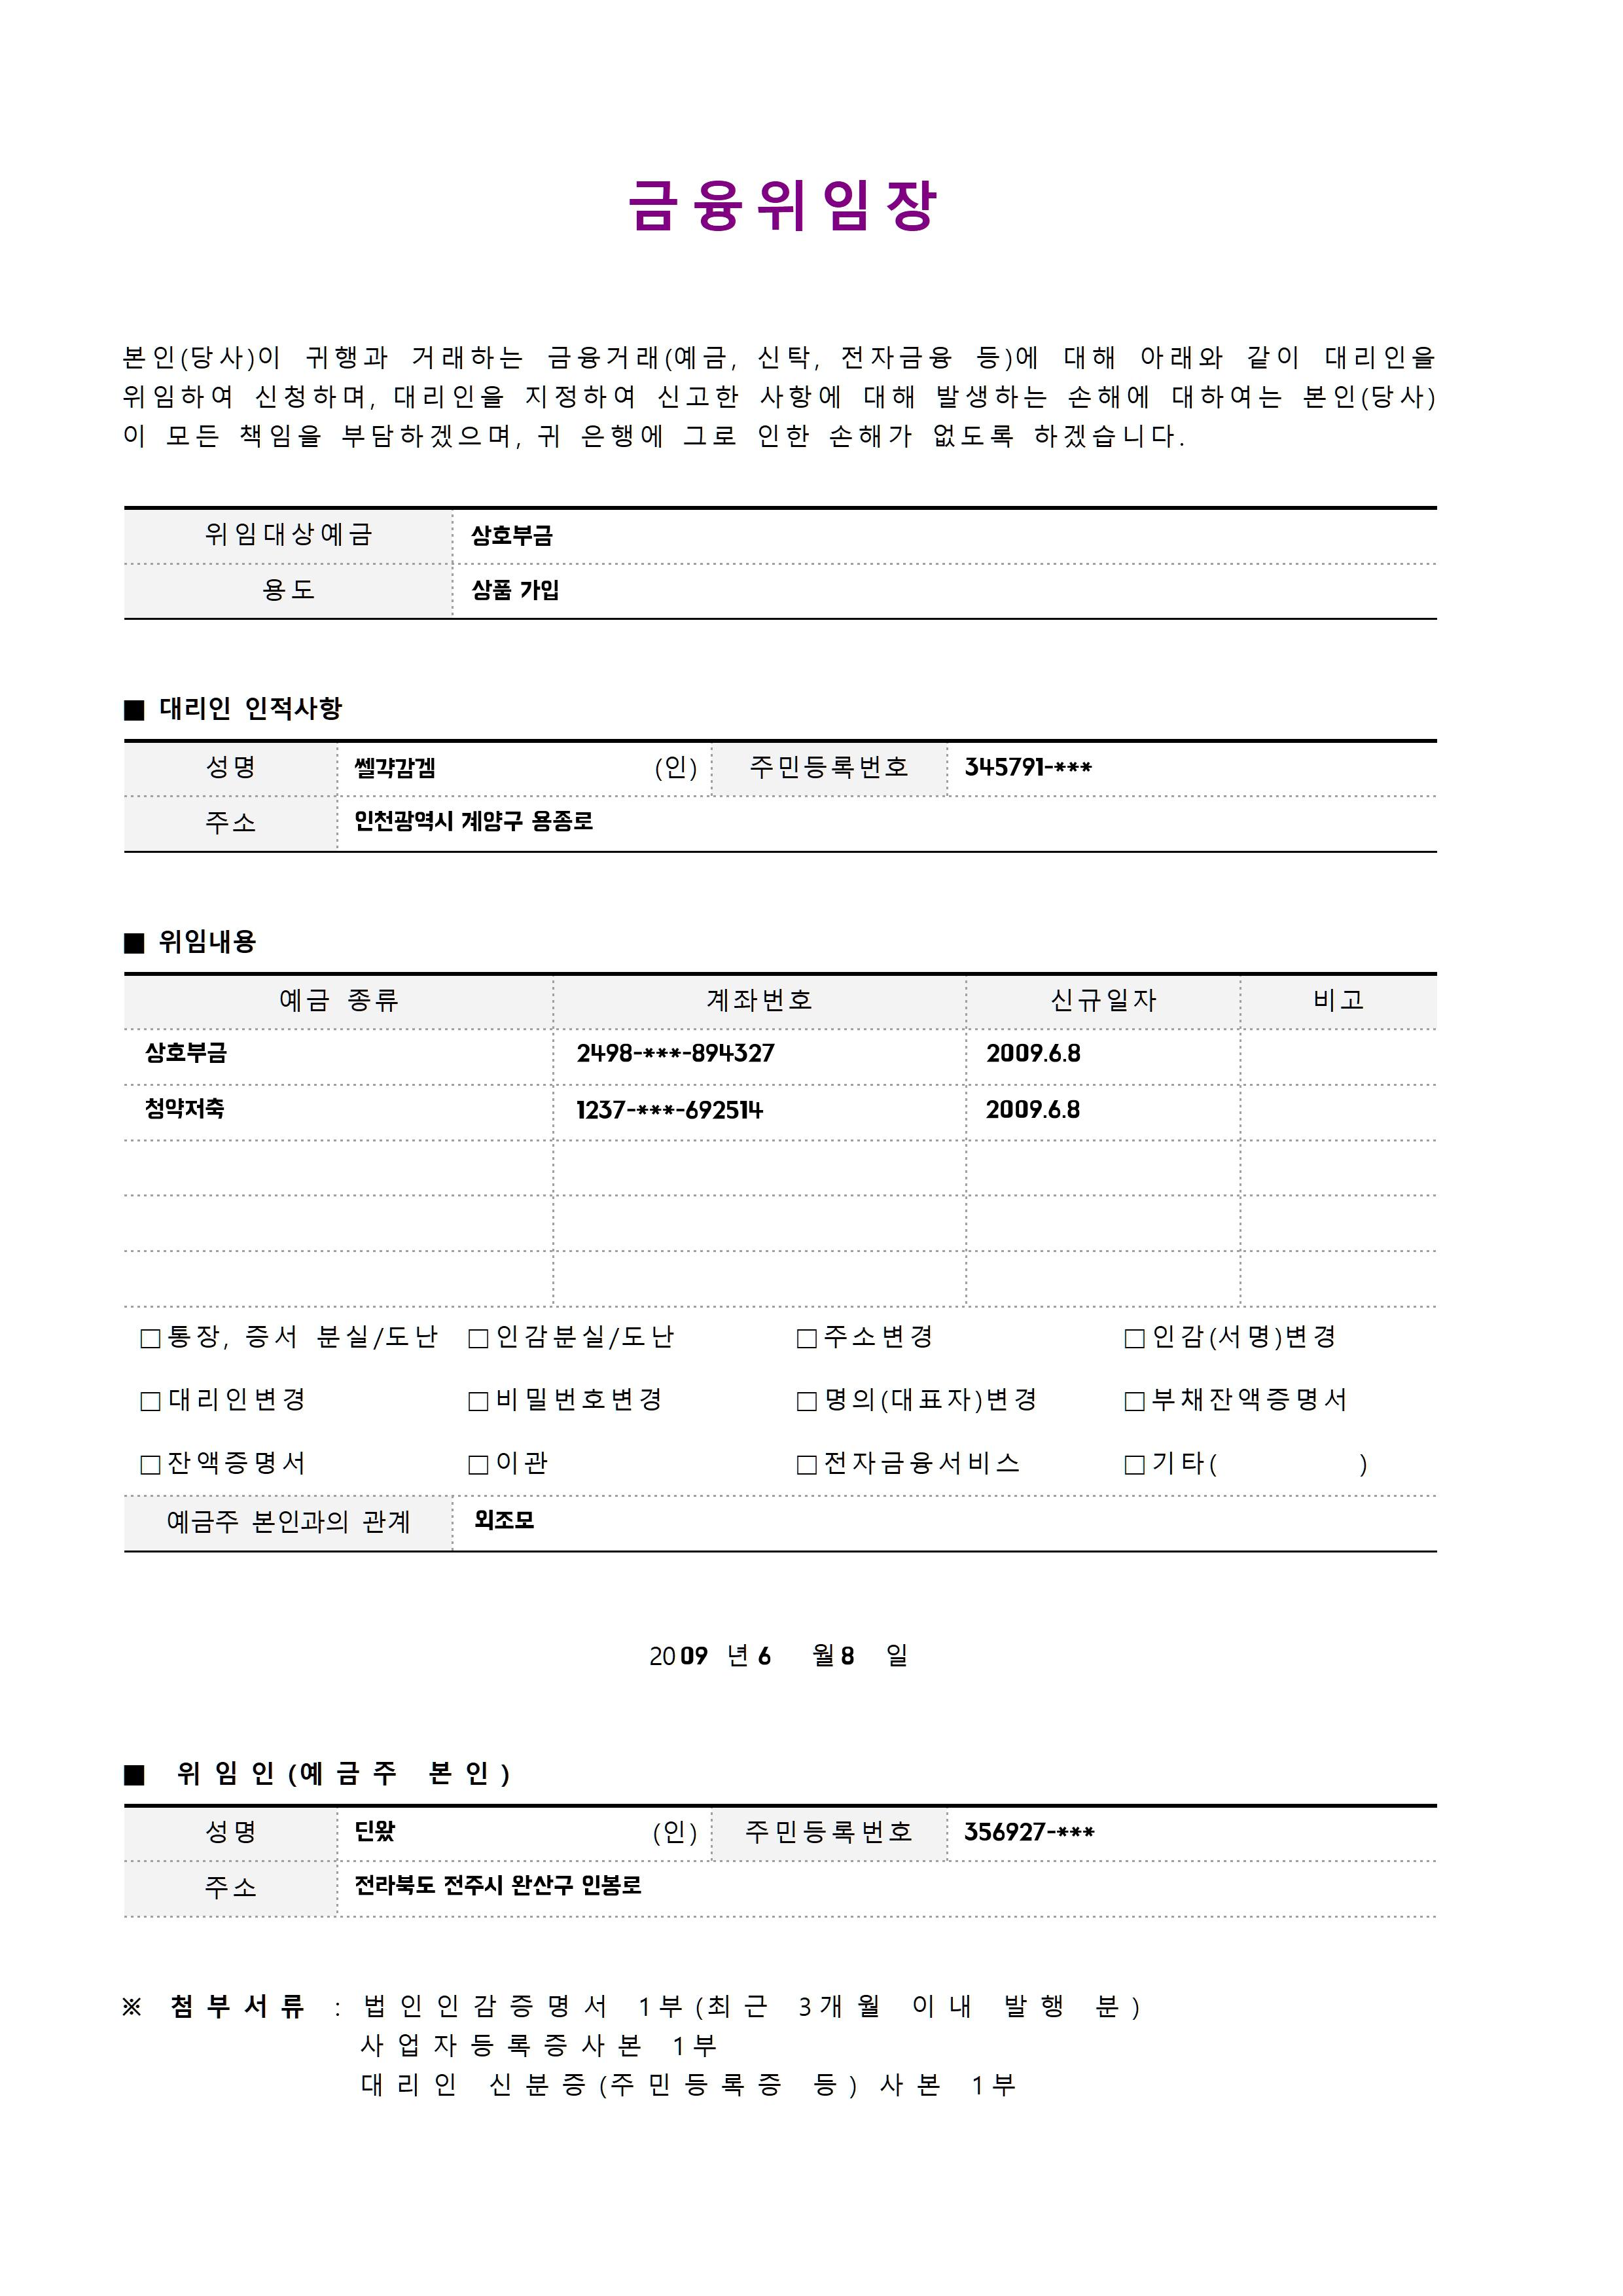 금융위임장
본인(당사)이 귀행과 거래하는 금융거래(예금, 신탁, 전자금융 등)에 대해 아래와 같이 대리인을
위임하여 신청하며, 대리인을 지정하여 신고한 사항에 대해 발생하는 손해에 대하여는 본인(당사)
이 모든 책임을 부담하겠으며, 귀 은행에 그로 인한 손해가 없도록 하겠습니다.
위임대상예금 상호부금
용도 상품 가입
■ 대리인 인적사항
성명 쎌갹감겜 (인) 주민등록번호 345791-***
주소 인천광역시 계양구 용종로
■ 위임내용
예금 종류 계좌번호 신규일자 비고
상호부금 2498-***-894327 2009.6.8
청약저축 1237-***-692514 2009.6.8
□통장, 증서 분실/도난 □인감분실/도난 □주소변경 □인감(서명)변경
□대리인변경 □비밀번호변경 □명의(대표자)변경 □부채잔액증명서
□잔액증명서 □이관 □전자금융서비스 □기타( )
예금주 본인과의 관계 외조모
2009 년 6 월 8 일
■ 위임인(예금주 본인)
성명 딘왔 (인) 주민등록번호 356927-***
주소 전라북도 전주시 완산구 인봉로
※ 첨부서류 : 법인인감증명서 1부(최근 3개월 이내 발행 분)
사업자등록증사본 1부
대리인 신분증(주민등록증 등) 사본 1부